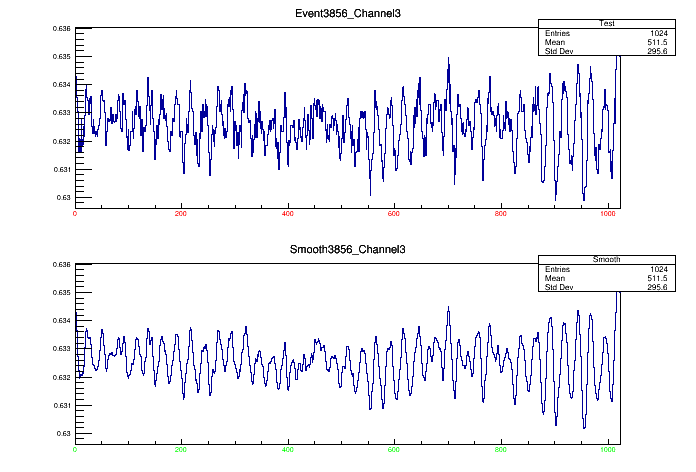 Event3856_Channel3
Test
Entries 1024
Mean 511.5
Std Dev 295.6
0.636
0.635
0.634
0.633
0.632
0.631
0.63
0 200 400 600 800 1000
Smooth3856_Channel3
Smooth
Entries 1024
Mean 511.5
Std Dev 295.6
0.636
0.635
0.634
0.633
0.632
0.631
0.63
0 200 400 600 800 1000